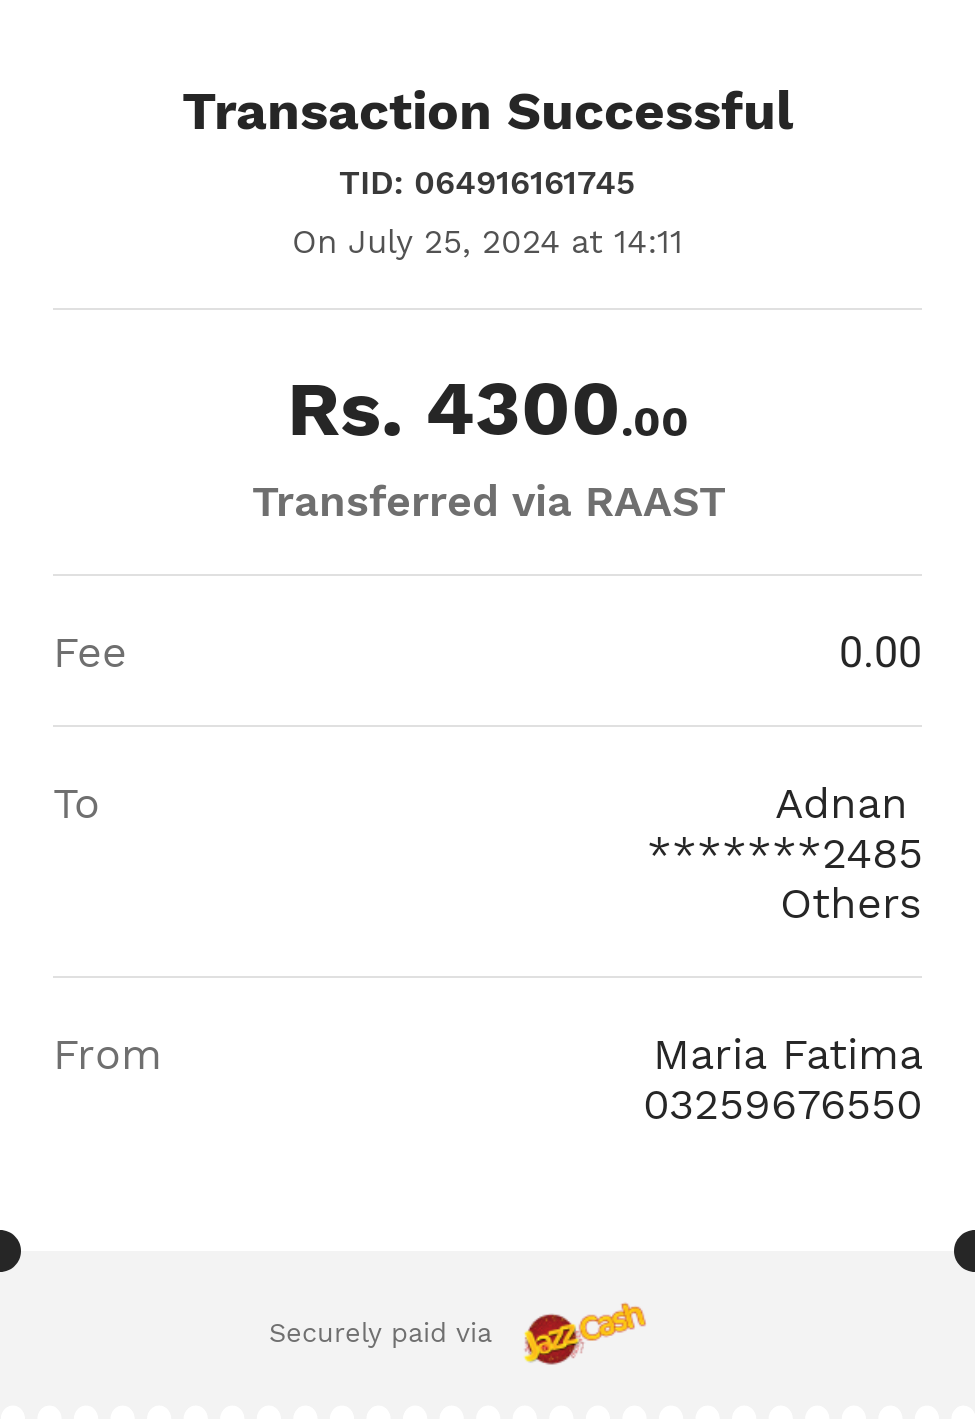 Transaction Successful
TID: 064916161745
On July 25, 2024 at 14:11
Rs. 4300.00
Transferred via RAAST
Fee 0.00
To Adnan
*******2485
Others
From Maria Fatima
03259676550
Securely paid via JazzCash